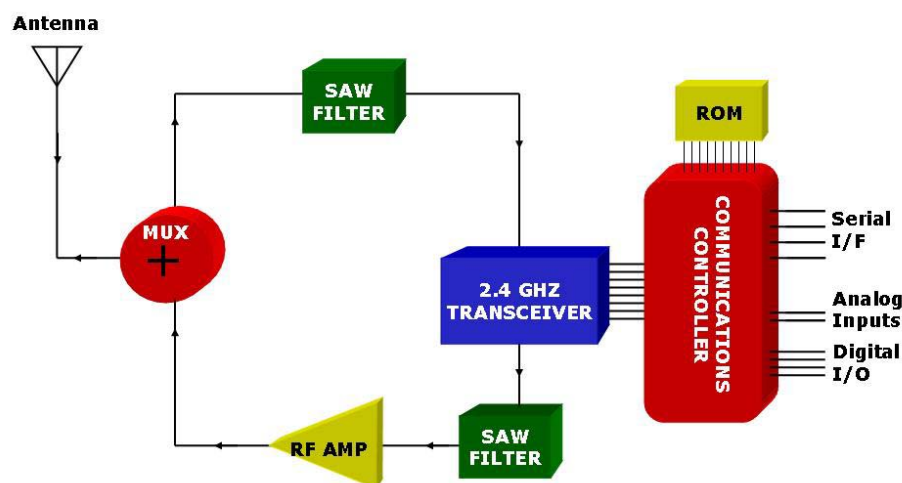 Antenna
SAW
FILTER
ROM
MUX
COMMUNICATIONS
CONTROLLER
Serial
I/F
2.4 GHZ
TRANSCEIVER
Analog
Inputs
Digital
I/O
RF AMP
SAW
FILTER